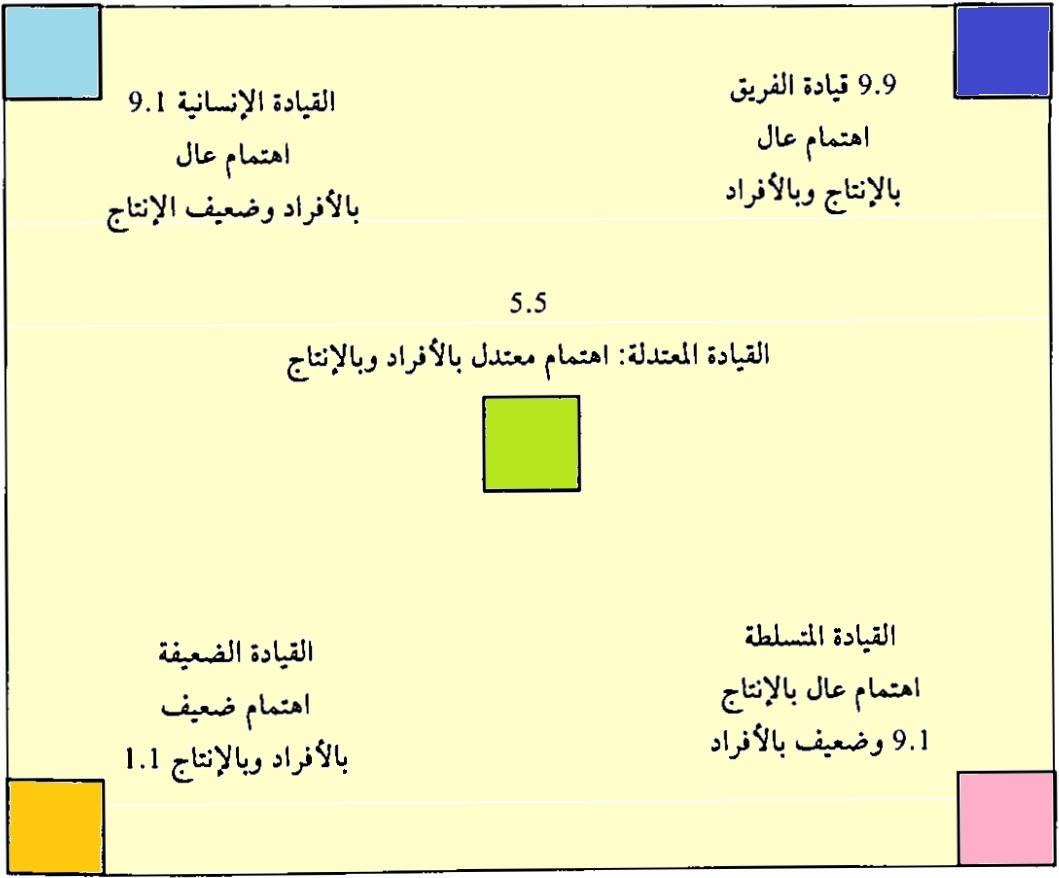 9.9 قيادة الفريق
اهتمام عال
بالإنتاج وبالأفراد
القيادة الإنسانية 9.1
اهتمام عال
بالأفراد وضعيف الإنتاج
5.5
القيادة المعتدلة: اهتمام معتدل بالأفراد وبالإنتاج
القيادة المتسلطة
اهتمام عال بالإنتاج
9.1 وضعيف بالأفراد
القيادة الضعيفة
اهتمام ضعيف
بالأفراد وبالإنتاج 1.1